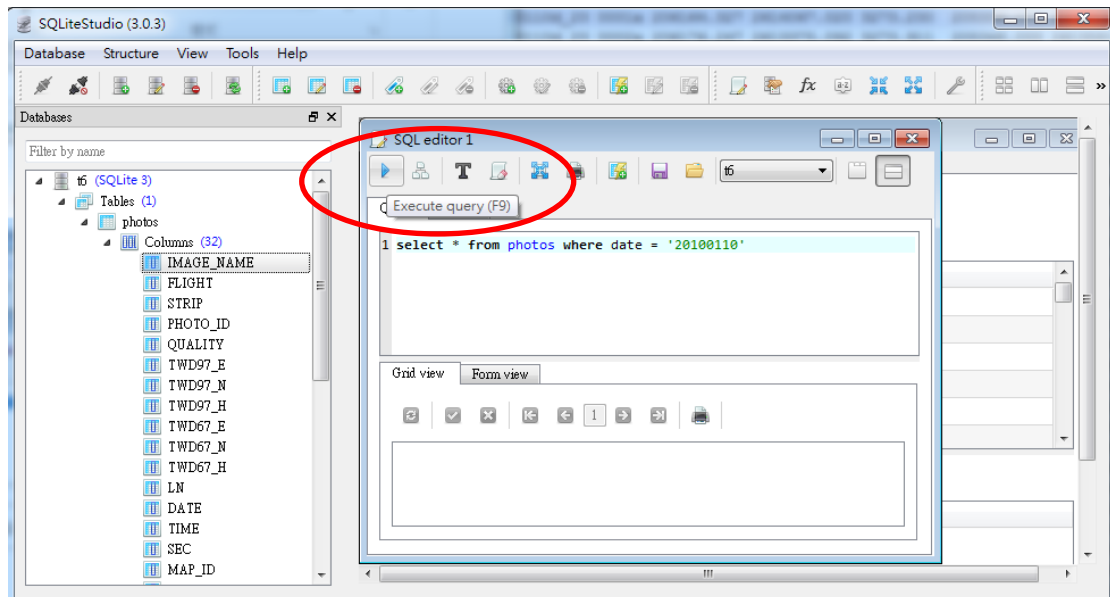 SQLiteStudio (3.0.3)
Database Structure View Tools Help
Databases
Filter by name
t6 (SQLite 3)
Tables (1)
photos
Columns (32)
IMAGE_NAME
FLIGHT
STRIP
PHOTO_ID
QUALITY
TWD97_E
TWD97_N
TWD97_H
TWD67_E
TWD67_N
TWD67_H
LN
DATE
TIME
SEC
MAP_ID
SQL editor 1
T
t6
Execute query (F9)
1 select * from photos where date = '20100110'
Grid view Form view
1